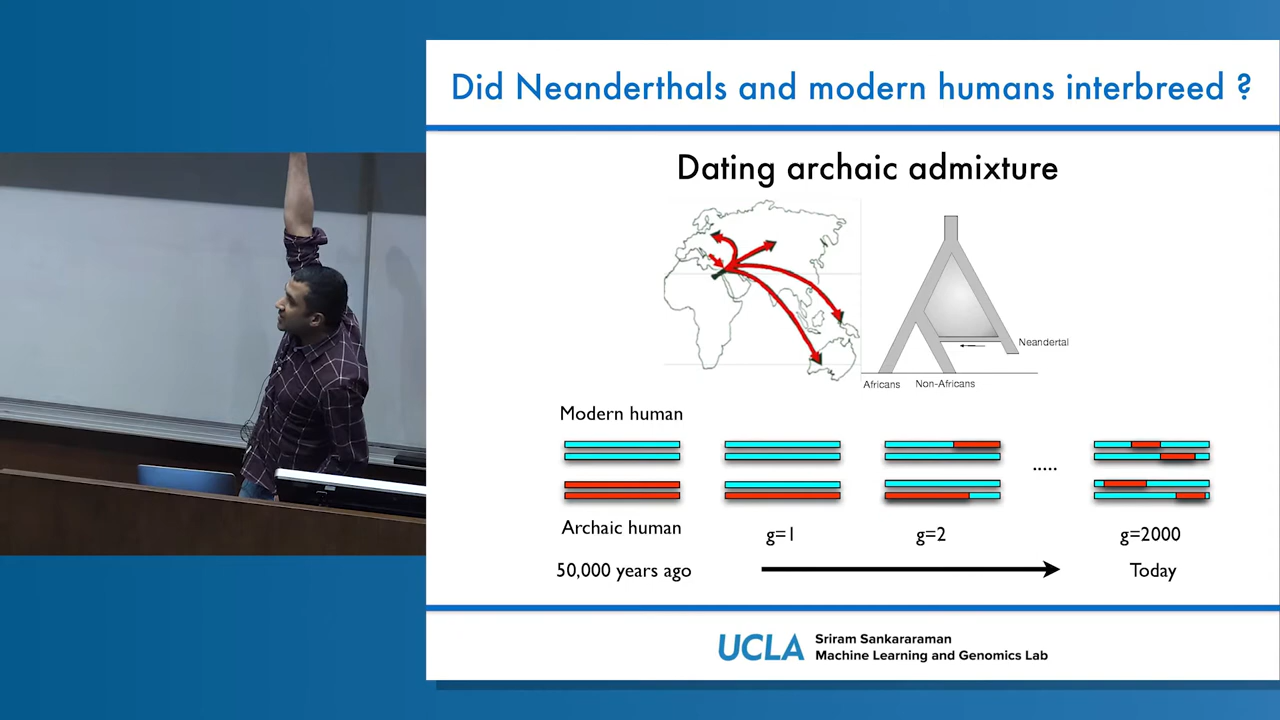 Did Neanderthals and modern humans interbreed ?
Dating archaic admixture
Neandertal
Africans
Non-Africans
Modern human
.....
Archaic human
g=1
g=2
g=2000
50,000 years ago
Today
UCLA
Sriram Sankararaman
Machine Learning and Genomics Lab